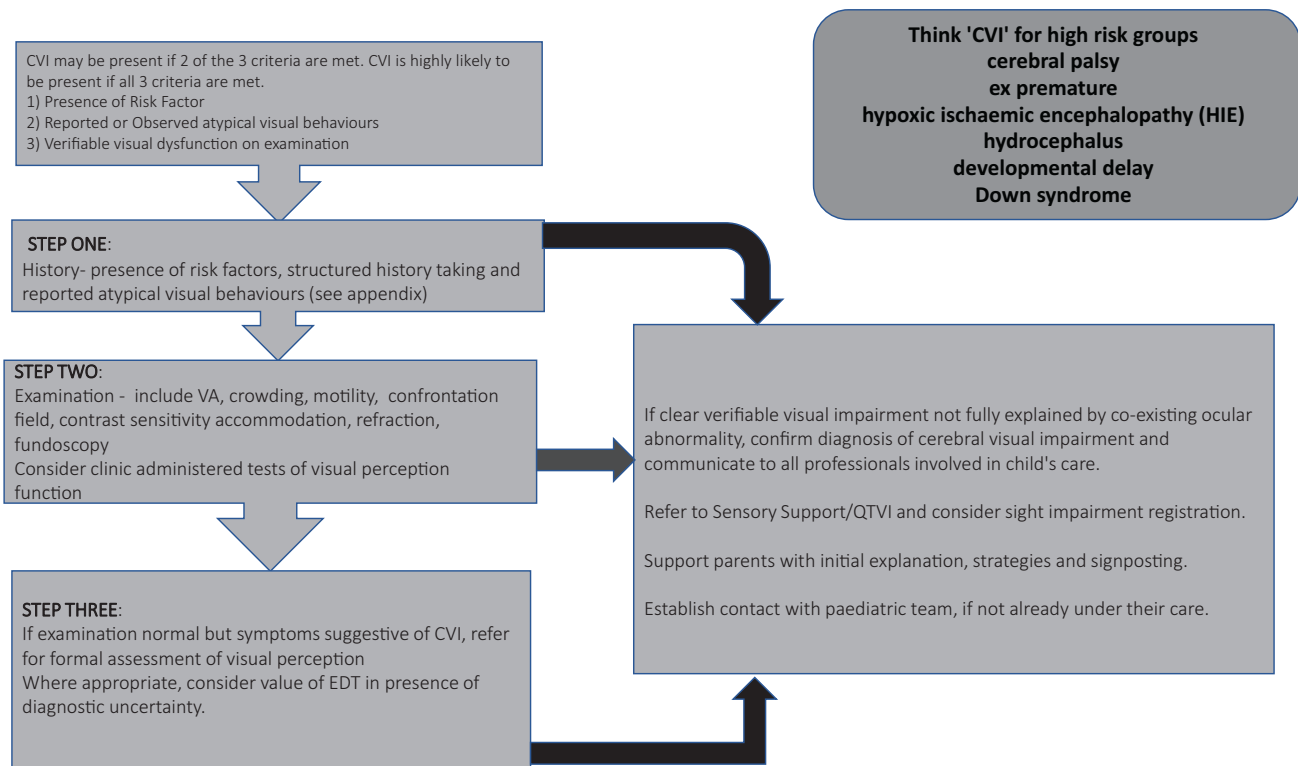 CVI may be present if 2 of the 3 criteria are met. CVI is highly likely to
be present if all 3 criteria are met.
1) Presence of Risk Factor
2) Reported or Observed atypical visual behaviours
3) Verifiable visual dysfunction on examination
Think 'CVI' for high risk groups
cerebral palsy
ex premature
hypoxic ischaemic encephalopathy (HIE)
hydrocephalus
developmental delay
Down syndrome
STEP ONE:
History- presence of risk factors, structured history taking and
reported atypical visual behaviours (see appendix)
STEP TWO:
Examination - include VA, crowding, motility, confrontation
field, contrast sensitivity accommodation, refraction,
fundoscopy
Consider clinic administered tests of visual perception
function
STEP THREE:
If examination normal but symptoms suggestive of CVI, refer
for formal assessment of visual perception
Where appropriate, consider value of EDT in presence of
diagnostic uncertainty.
If clear verifiable visual impairment not fully explained by co-existing ocular
abnormality, confirm diagnosis of cerebral visual impairment and
communicate to all professionals involved in child's care.
Refer to Sensory Support/QTVI and consider sight impairment registration.
Support parents with initial explanation, strategies and signposting.
Establish contact with paediatric team, if not already under their care.